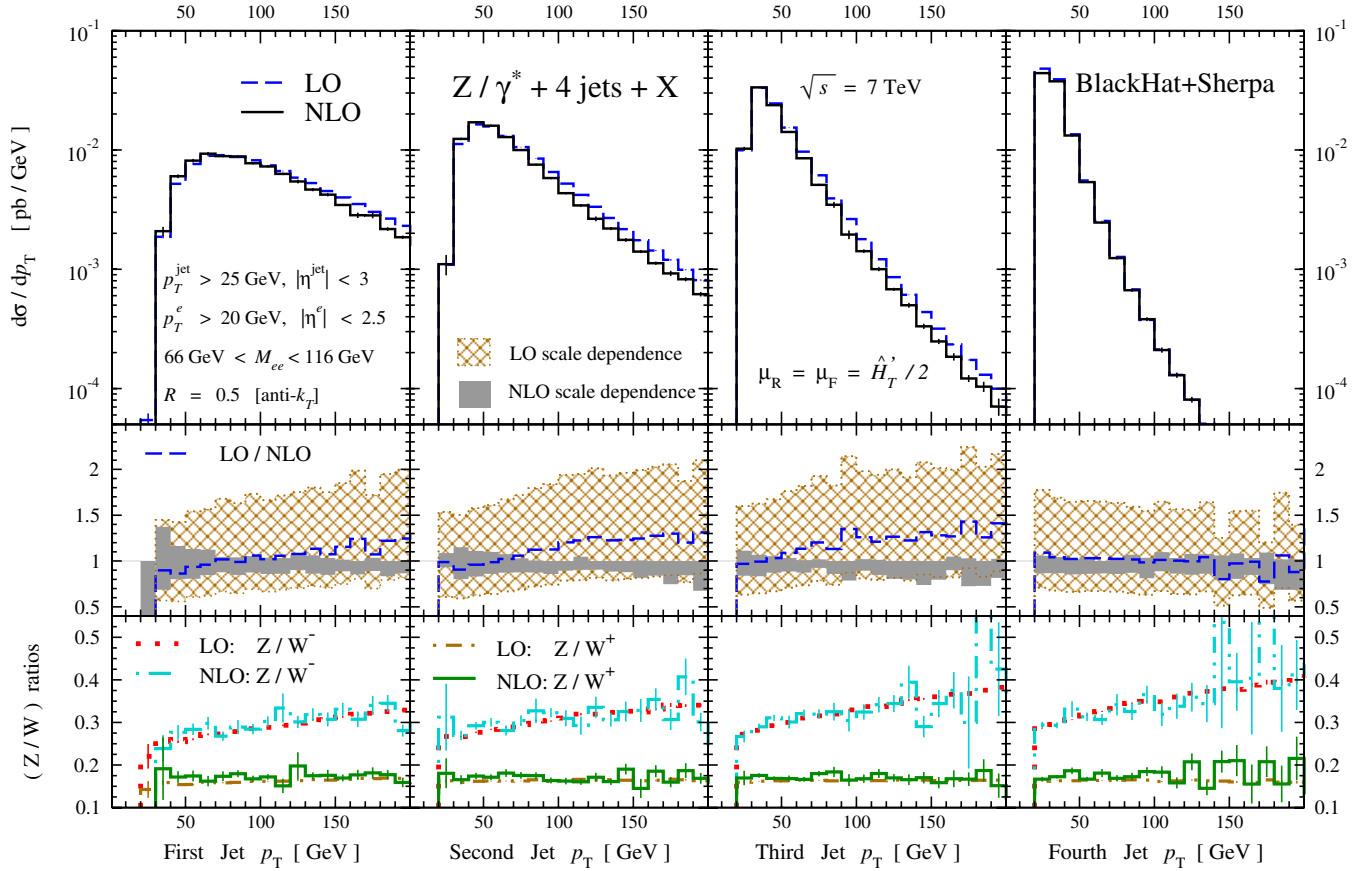 50 100 150 50 100 150 50 100 150 50 100 150
10^-1 10^-1
LO
NLO
Z / γ* + 4 jets + X
√s = 7 TeV
BlackHat+Sherpa
10^-2 10^-2
dσ / dp_T [ pb / GeV ]
10^-3 10^-3
p_T^jet > 25 GeV, |η^jet| < 3
p_T^e > 20 GeV, |η^e| < 2.5
66 GeV < M_ee < 116 GeV
R = 0.5 [anti-k_T]
LO scale dependence
NLO scale dependence
μ_R = μ_F = Ĥ_T' / 2
10^-4 10^-4
LO / NLO
2 2
1.5 1.5
1 1
0.5 0.5
( Z / W ) ratios
LO: Z / W^-
NLO: Z / W^-
LO: Z / W^+
NLO: Z / W^+
0.5 0.5
0.4 0.4
0.3 0.3
0.2 0.2
0.1 0.1
50 100 150 50 100 150 50 100 150 50 100 150
First Jet p_T [ GeV ] Second Jet p_T [ GeV ] Third Jet p_T [ GeV ] Fourth Jet p_T [ GeV ]